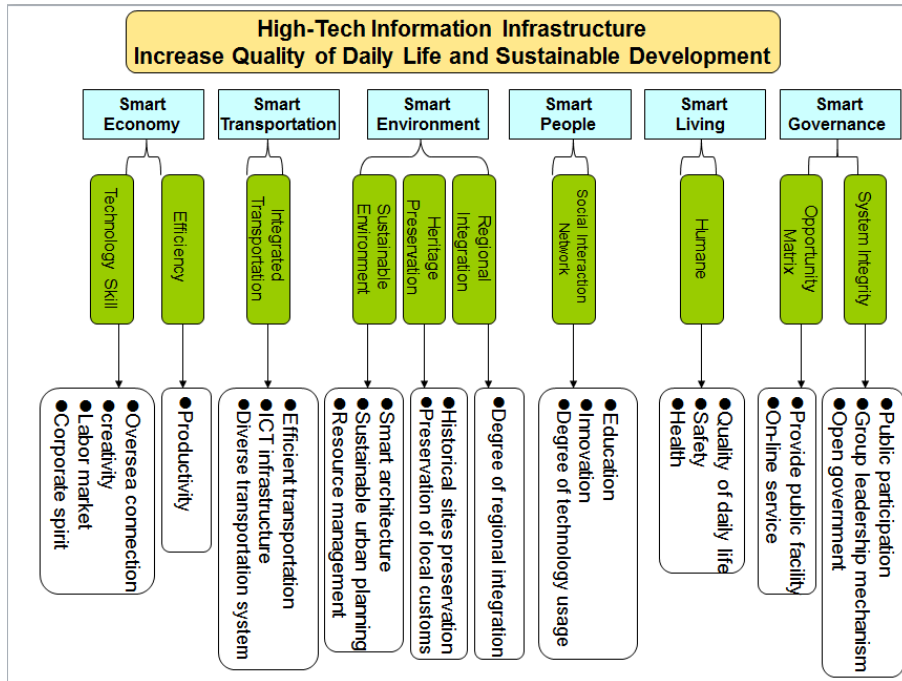 High-Tech Information Infrastructure
Increase Quality of Daily Life and Sustainable Development
Smart
Economy
Smart
Transportation
Smart
Environment
Smart
People
Smart
Living
Smart
Governance
Technology Skill
Efficiency
Integrated
Transportation
Sustainable
Environment
Heritage
Preservation
Regional
Integration
Social Interaction
Network
Humane
Opportunity
Matrix
System Integrity
●Oversea connection
●creativity
●Labor market
●Corporate spirit
●Productivity
●Efficient transportation
●ICT infrastructure
●Diverse transportation system
●Smart architecture
●Sustainable urban planning
●Resource management
●Historical sites preservation
●Preservation of local customs
●Degree of regional integration
●Education
●Innovation
●Degree of technology usage
●Quality of daily life
●Safety
●Health
●Provide public facility
●On-line service
●Public participation
●Group leadership mechanism
●Open government